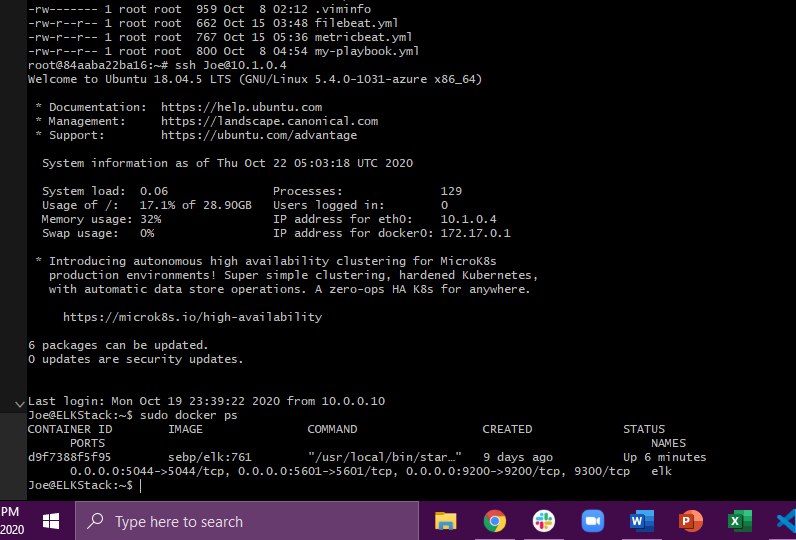 -rw------- 1 root root  959 Oct  8 02:12 .viminfo
-rw-r--r-- 1 root root  662 Oct 15 03:48 filebeat.yml
-rw-r--r-- 1 root root  767 Oct 15 05:36 metricbeat.yml
-rw-r--r-- 1 root root  800 Oct  8 04:54 my-playbook.yml
root@84aaba22ba16:~# ssh Joe@10.1.0.4
Welcome to Ubuntu 18.04.5 LTS (GNU/Linux 5.4.0-1031-azure x86_64)
 * Documentation:  https://help.ubuntu.com
 * Management:     https://landscape.canonical.com
 * Support:        https://ubuntu.com/advantage
  System information as of Thu Oct 22 05:03:18 UTC 2020
  System load:  0.06               Processes:              129
  Usage of /:   17.1% of 28.90GB   Users logged in:        0
  Memory usage: 32%                IP address for eth0:    10.1.0.4
  Swap usage:   0%                 IP address for docker0: 172.17.0.1
 * Introducing autonomous high availability clustering for MicroK8s
   production environments! Super simple clustering, hardened Kubernetes,
   with automatic data store operations. A zero-ops HA K8s for anywhere.
     https://microk8s.io/high-availability
6 packages can be updated.
0 updates are security updates.
Last login: Mon Oct 19 23:39:22 2020 from 10.0.0.10
Joe@ELKStack:~$ sudo docker ps
CONTAINER ID        IMAGE               COMMAND                  CREATED             STATUS
      PORTS                                                                              NAMES
d9f7388f5f95        sebp/elk:761        "/usr/local/bin/star…"   9 days ago          Up 6 minutes
      0.0.0.0:5044->5044/tcp, 0.0.0.0:5601->5601/tcp, 0.0.0.0:9200->9200/tcp, 9300/tcp   elk
Joe@ELKStack:~$
PM
2020
Type here to search